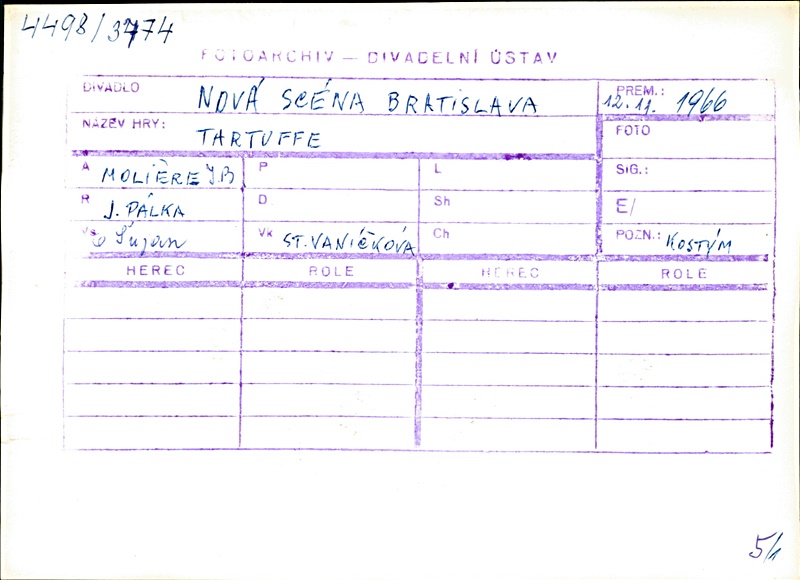 4498/3774
FOTOARCHIV — DIVADELNÍ ÚSTAV
DIVADLO NOVÁ SCÉNA BRATISLAVA PREM.: 12.11. 1966
NÁZEV HRY: TARTUFFE FOTO
A MOLIÈRE J.B P L SIG.:
R J. PÁLKA D Sh E/
Vs Šujan Vk ST. VANÍČKOVÁ Ch POZN.: KOSTÝM
HEREC ROLE HEREC ROLE
5/1